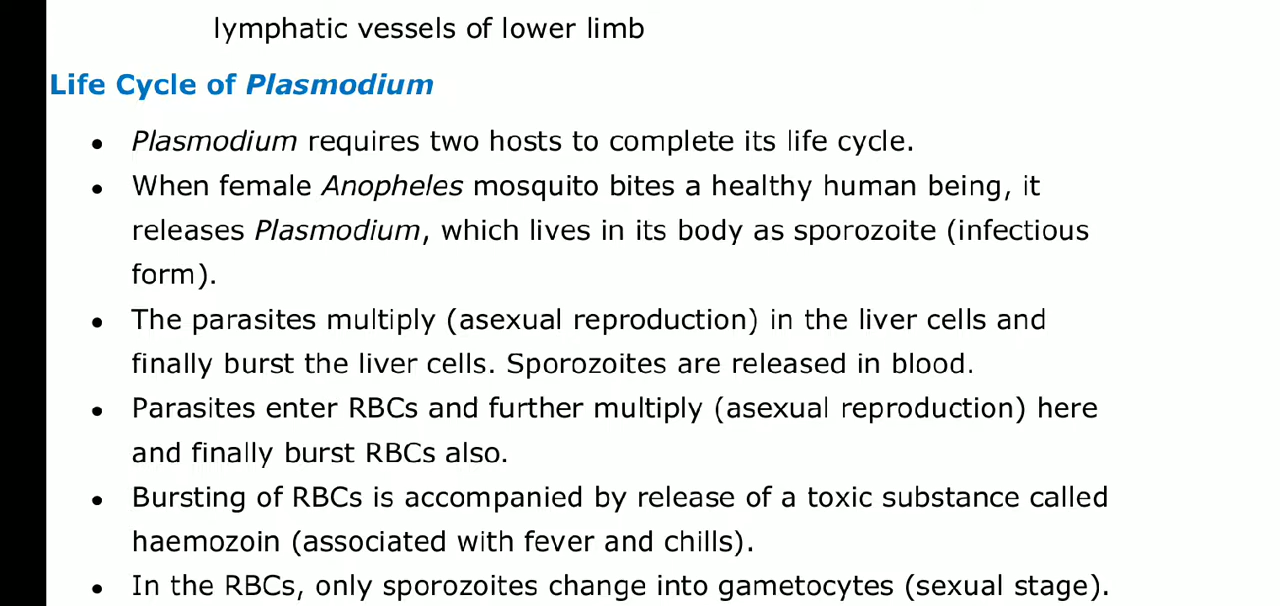 lymphatic vessels of lower limb
Life Cycle of Plasmodium
• Plasmodium requires two hosts to complete its life cycle.
• When female Anopheles mosquito bites a healthy human being, it
releases Plasmodium, which lives in its body as sporozoite (infectious
form).
• The parasites multiply (asexual reproduction) in the liver cells and
finally burst the liver cells. Sporozoites are released in blood.
• Parasites enter RBCs and further multiply (asexual reproduction) here
and finally burst RBCs also.
• Bursting of RBCs is accompanied by release of a toxic substance called
haemozoin (associated with fever and chills).
• In the RBCs, only sporozoites change into gametocytes (sexual stage).